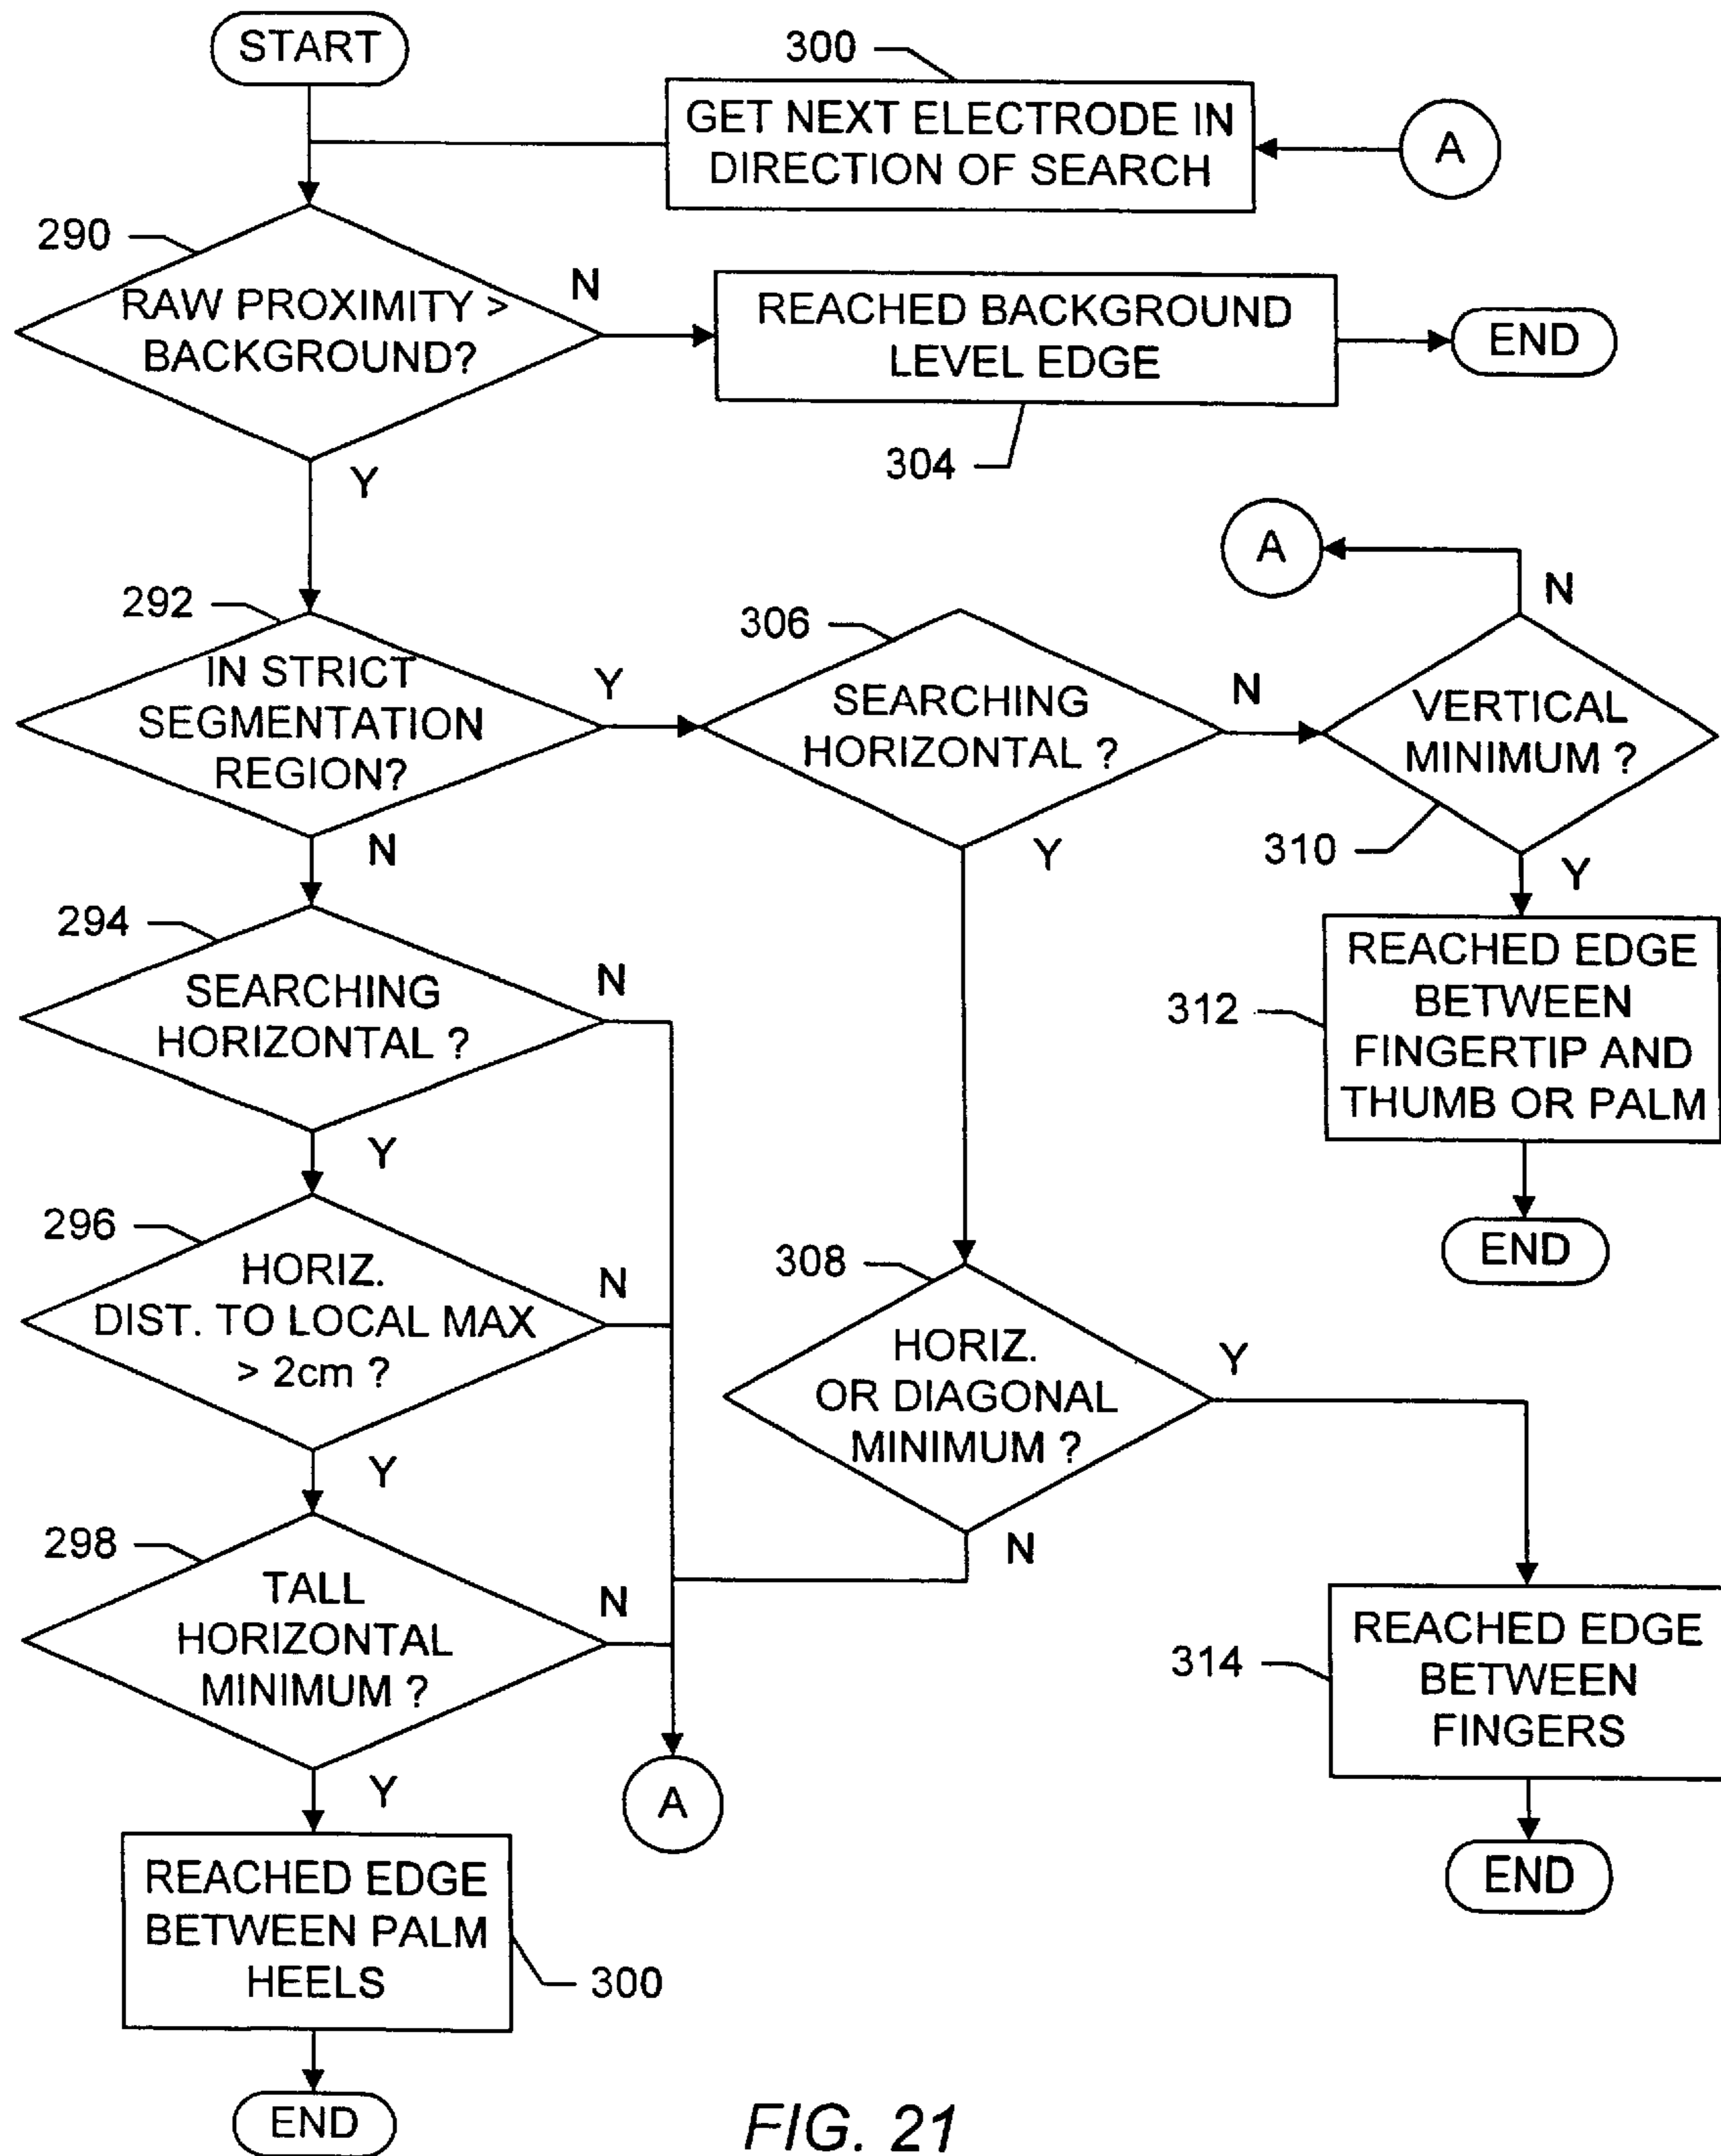 START
300
GET NEXT ELECTRODE IN
DIRECTION OF SEARCH
A
290
RAW PROXIMITY >
BACKGROUND?
N
REACHED BACKGROUND
LEVEL EDGE
END
304
Y
A
292
IN STRICT
SEGMENTATION
REGION?
Y
306
SEARCHING
HORIZONTAL ?
N
VERTICAL
MINIMUM ?
N
310
Y
N
Y
294
SEARCHING
HORIZONTAL ?
N
312
REACHED EDGE
BETWEEN
FINGERTIP AND
THUMB OR PALM
END
Y
296
HORIZ.
DIST. TO LOCAL MAX
> 2cm ?
N
308
HORIZ.
OR DIAGONAL
MINIMUM ?
Y
N
Y
298
TALL
HORIZONTAL
MINIMUM ?
N
314
REACHED EDGE
BETWEEN
FINGERS
END
Y
A
REACHED EDGE
BETWEEN PALM
HEELS
300
END
FIG. 21